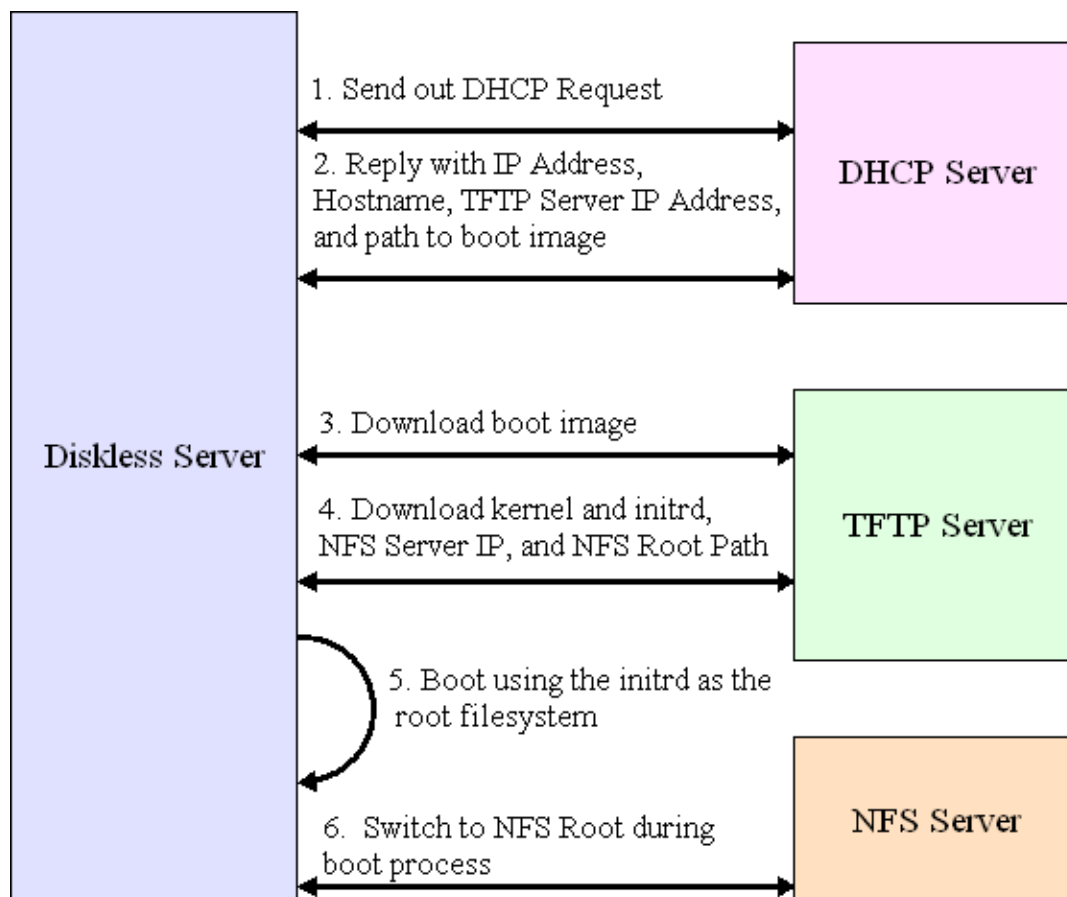 1. Send out DHCP Request
2. Reply with IP Address,
Hostname, TFTP Server IP Address,
and path to boot image
DHCP Server
3. Download boot image
Diskless Server
4. Download kernel and initrd,
NFS Server IP, and NFS Root Path
TFTP Server
5. Boot using the initrd as the
root filesystem
6. Switch to NFS Root during
boot process
NFS Server